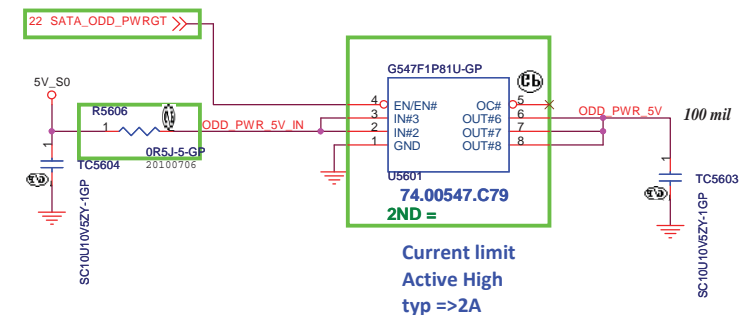 22 SATA_ODD_PWRGT
5V_S0
R5606
1
ODD_PWR_5V_IN
0R5J-5-GP
20100706
1
TC5604
SC10U10V5ZY-1GP
G547F1P81U-GP
4 EN/EN# OC# 5
3 IN#3 OUT#6 6
2 IN#2 OUT#7 7
1 GND OUT#8 8
U5601
74.00547.C79
2ND =
Current limit
Active High
typ =>2A
ODD_PWR_5V
100 mil
1
TC5603
SC10U10V5ZY-1GP